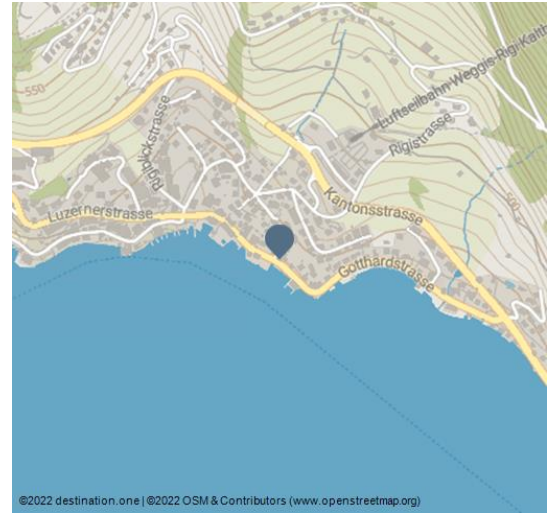 550
Rigiblickstrasse
Luftseilbahn-Weggis-Rigi-Kaltb
Rigistrasse
500
Luzernerstrasse
Kantonsstrasse
Gotthardstrasse
©2022 destination.one | ©2022 OSM & Contributors (www.openstreetmap.org)